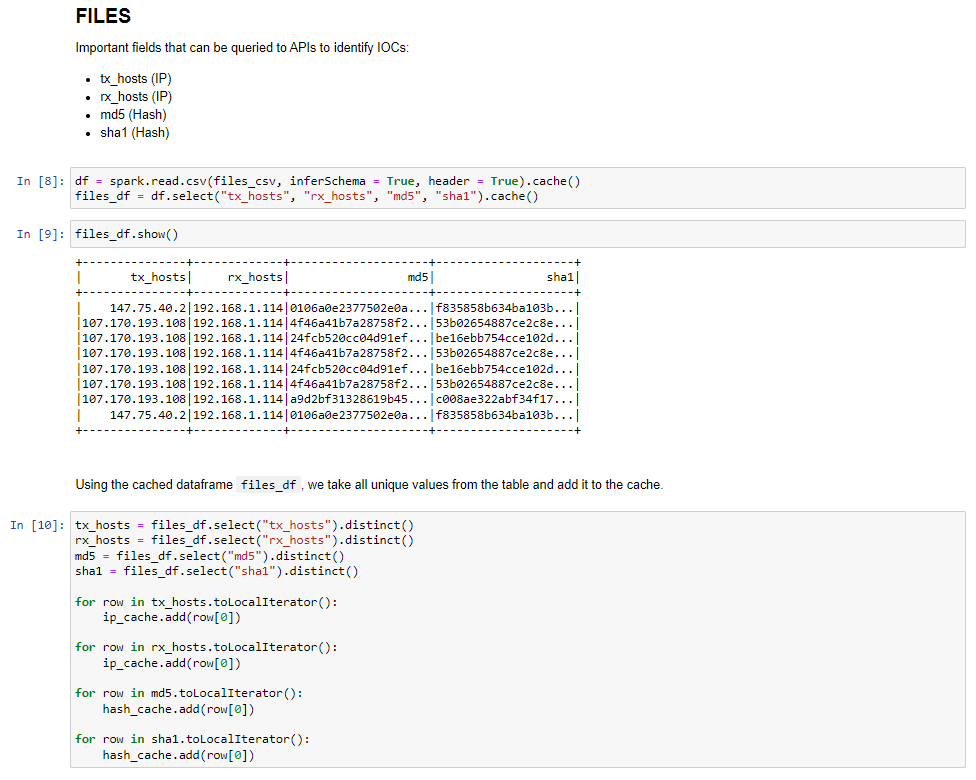 FILES
Important fields that can be queried to APIs to identify IOCs:
• tx_hosts (IP)
• rx_hosts (IP)
• md5 (Hash)
• sha1 (Hash)
In [8]: df = spark.read.csv(files_csv, inferSchema = True, header = True).cache()
files_df = df.select("tx_hosts", "rx_hosts", "md5", "sha1").cache()
In [9]: files_df.show()
+---------------+-------------+--------------------+--------------------+
|       tx_hosts|     rx_hosts|                 md5|                sha1|
+---------------+-------------+--------------------+--------------------+
|    147.75.40.2|192.168.1.114|0106a0e2377502e0a...|f835858b634ba103b...|
|107.170.193.108|192.168.1.114|4f46a41b7a28758f2...|53b02654887ce2c8e...|
|107.170.193.108|192.168.1.114|24fcb520cc04d91ef...|be16ebb754cce102d...|
|107.170.193.108|192.168.1.114|4f46a41b7a28758f2...|53b02654887ce2c8e...|
|107.170.193.108|192.168.1.114|24fcb520cc04d91ef...|be16ebb754cce102d...|
|107.170.193.108|192.168.1.114|4f46a41b7a28758f2...|53b02654887ce2c8e...|
|107.170.193.108|192.168.1.114|a9d2bf31328619b45...|c008ae322abf34f17...|
|    147.75.40.2|192.168.1.114|0106a0e2377502e0a...|f835858b634ba103b...|
+---------------+-------------+--------------------+--------------------+
Using the cached dataframe files_df, we take all unique values from the table and add it to the cache.
In [10]: tx_hosts = files_df.select("tx_hosts").distinct()
rx_hosts = files_df.select("rx_hosts").distinct()
md5 = files_df.select("md5").distinct()
sha1 = files_df.select("sha1").distinct()
for row in tx_hosts.toLocalIterator():
    ip_cache.add(row[0])
for row in rx_hosts.toLocalIterator():
    ip_cache.add(row[0])
for row in md5.toLocalIterator():
    hash_cache.add(row[0])
for row in sha1.toLocalIterator():
    hash_cache.add(row[0])